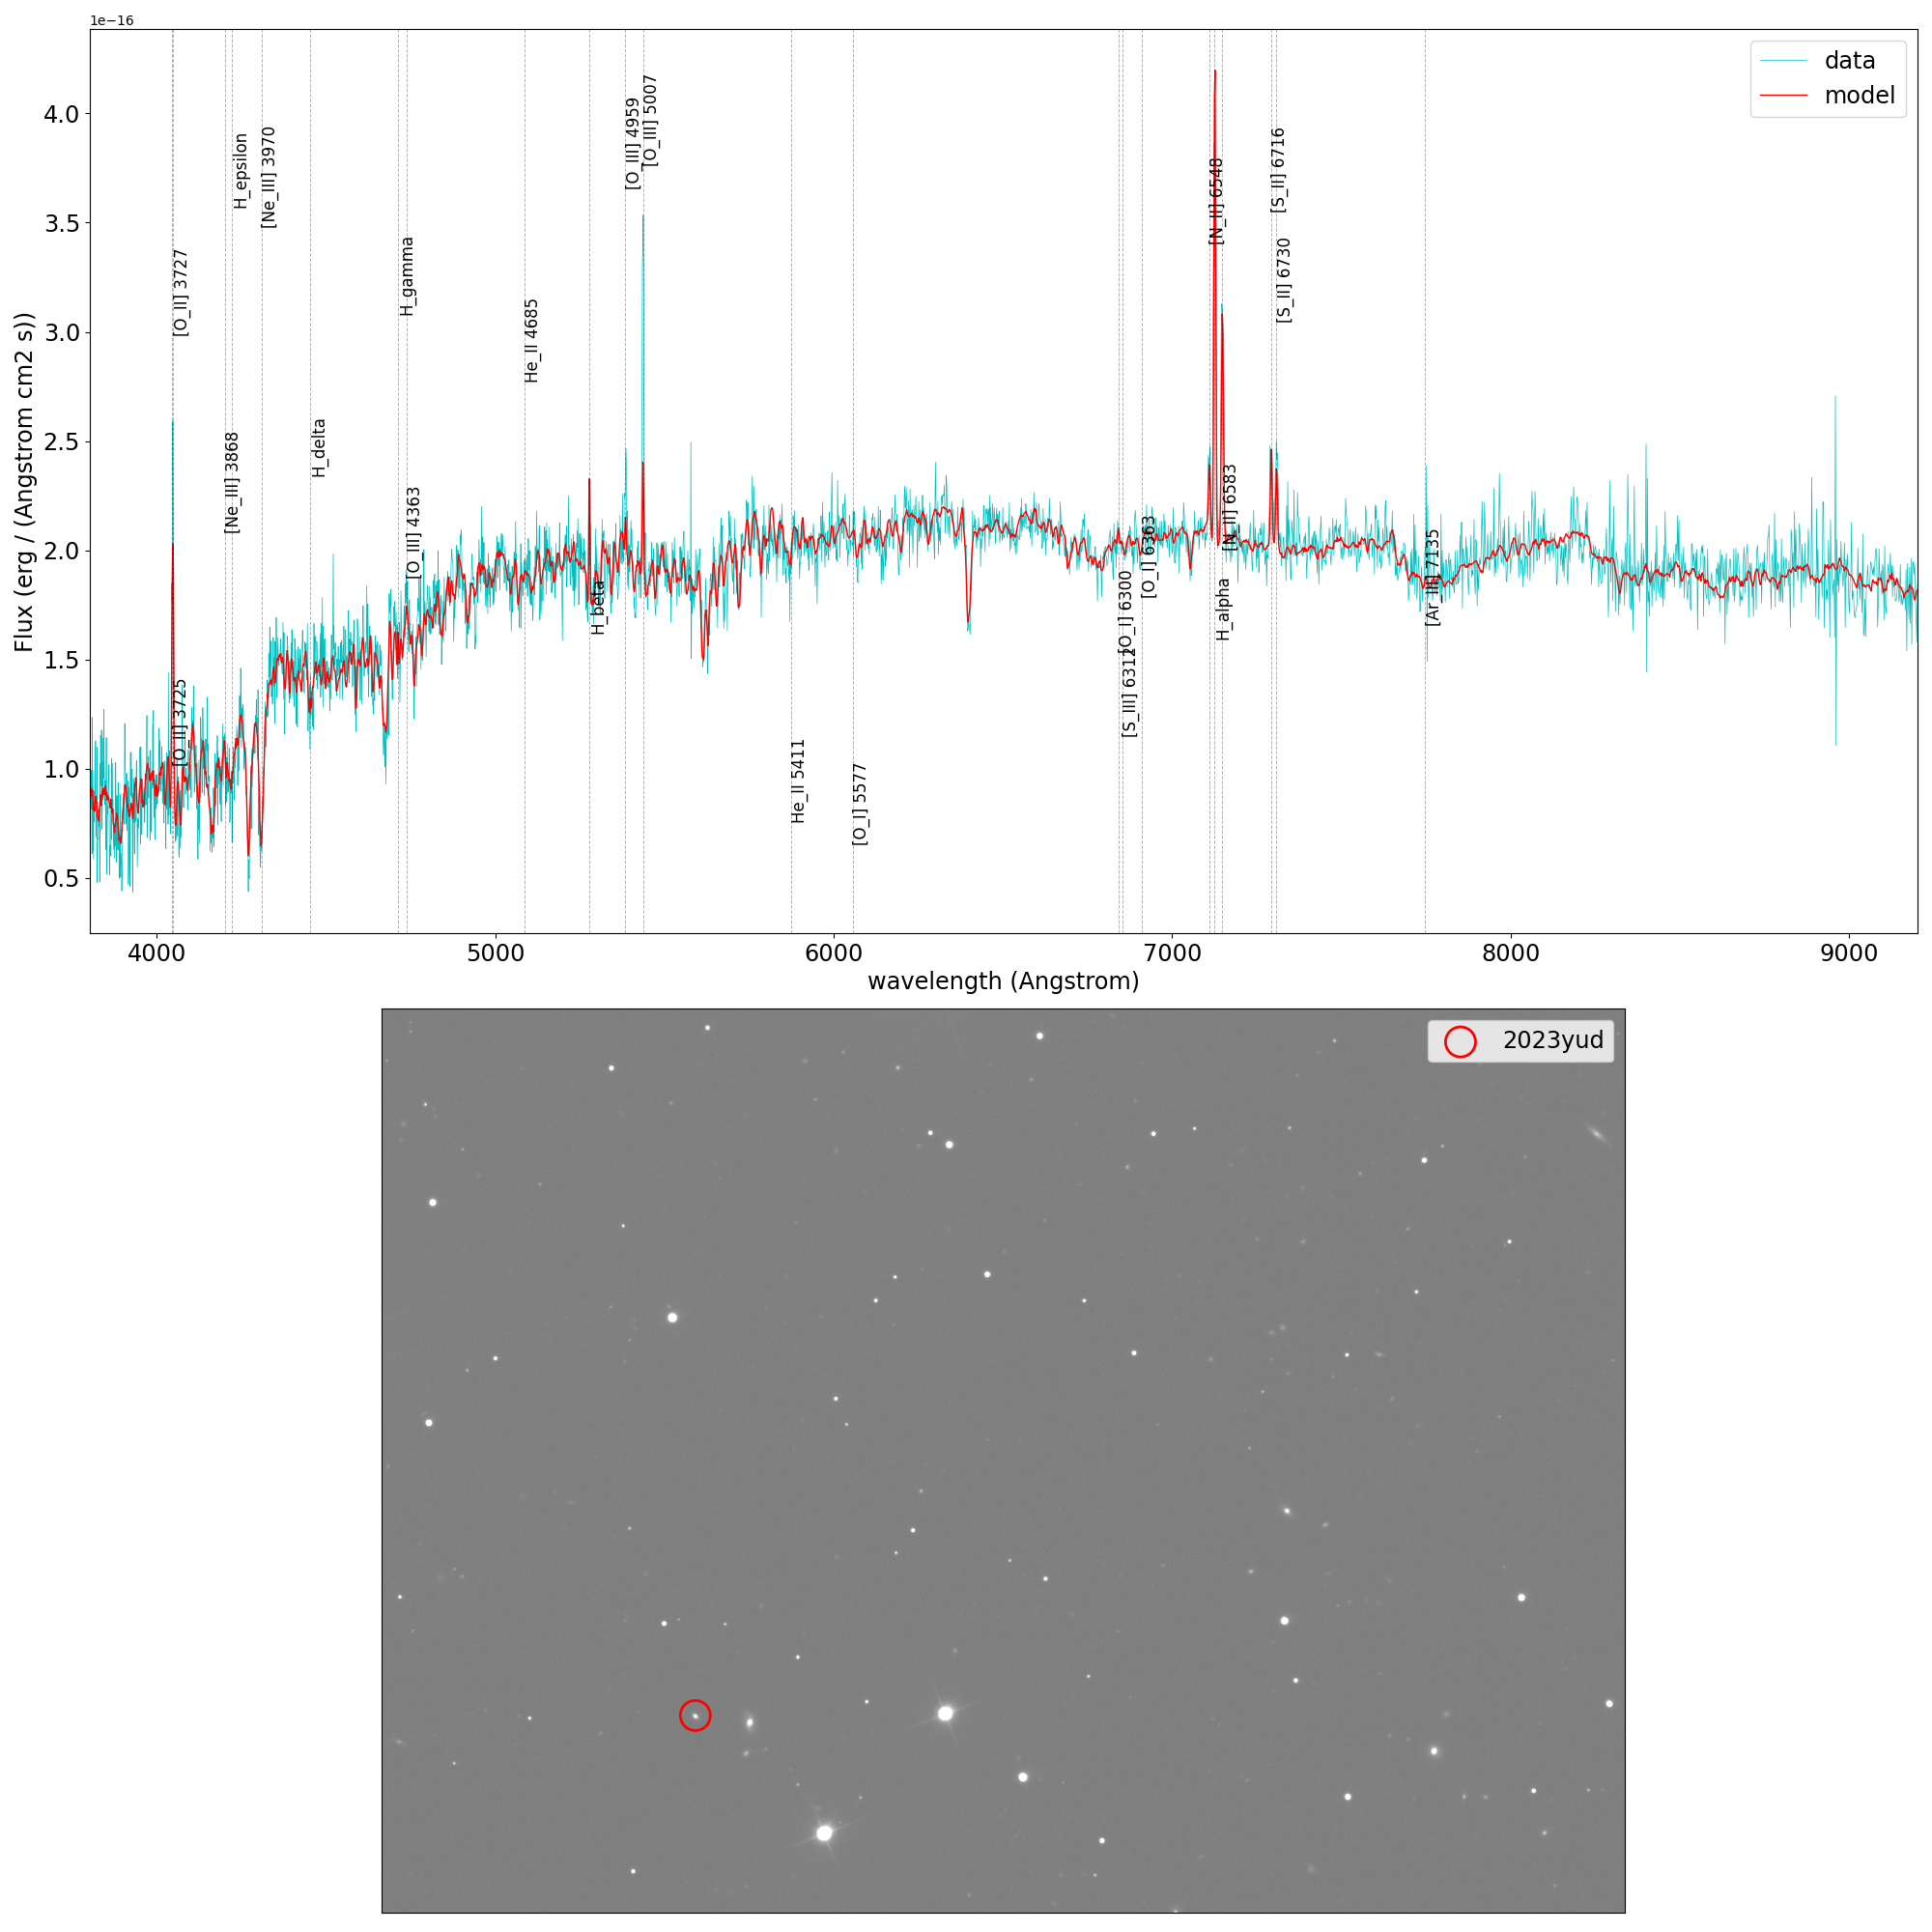 1e−16
data
model
4.0
3.5
3.0
2.5
2.0
1.5
1.0
0.5
Flux (erg / (Angstrom cm2 s))
[O_II] 3727
[O_II] 3725
[Ne_III] 3868
H_epsilon
[Ne_III] 3970
H_delta
H_gamma
[O_III] 4363
He_II 4685
H_beta
[O_III] 4959
[O_III] 5007
He_II 5411
[O_I] 5577
[O_I] 6300
[S_III] 6312
[O_I] 6363
[N_II] 6548
H_alpha
[N_II] 6583
[S_II] 6716
[S_II] 6730
[Ar_III] 7135
4000
5000
6000
7000
8000
9000
wavelength (Angstrom)
2023yud